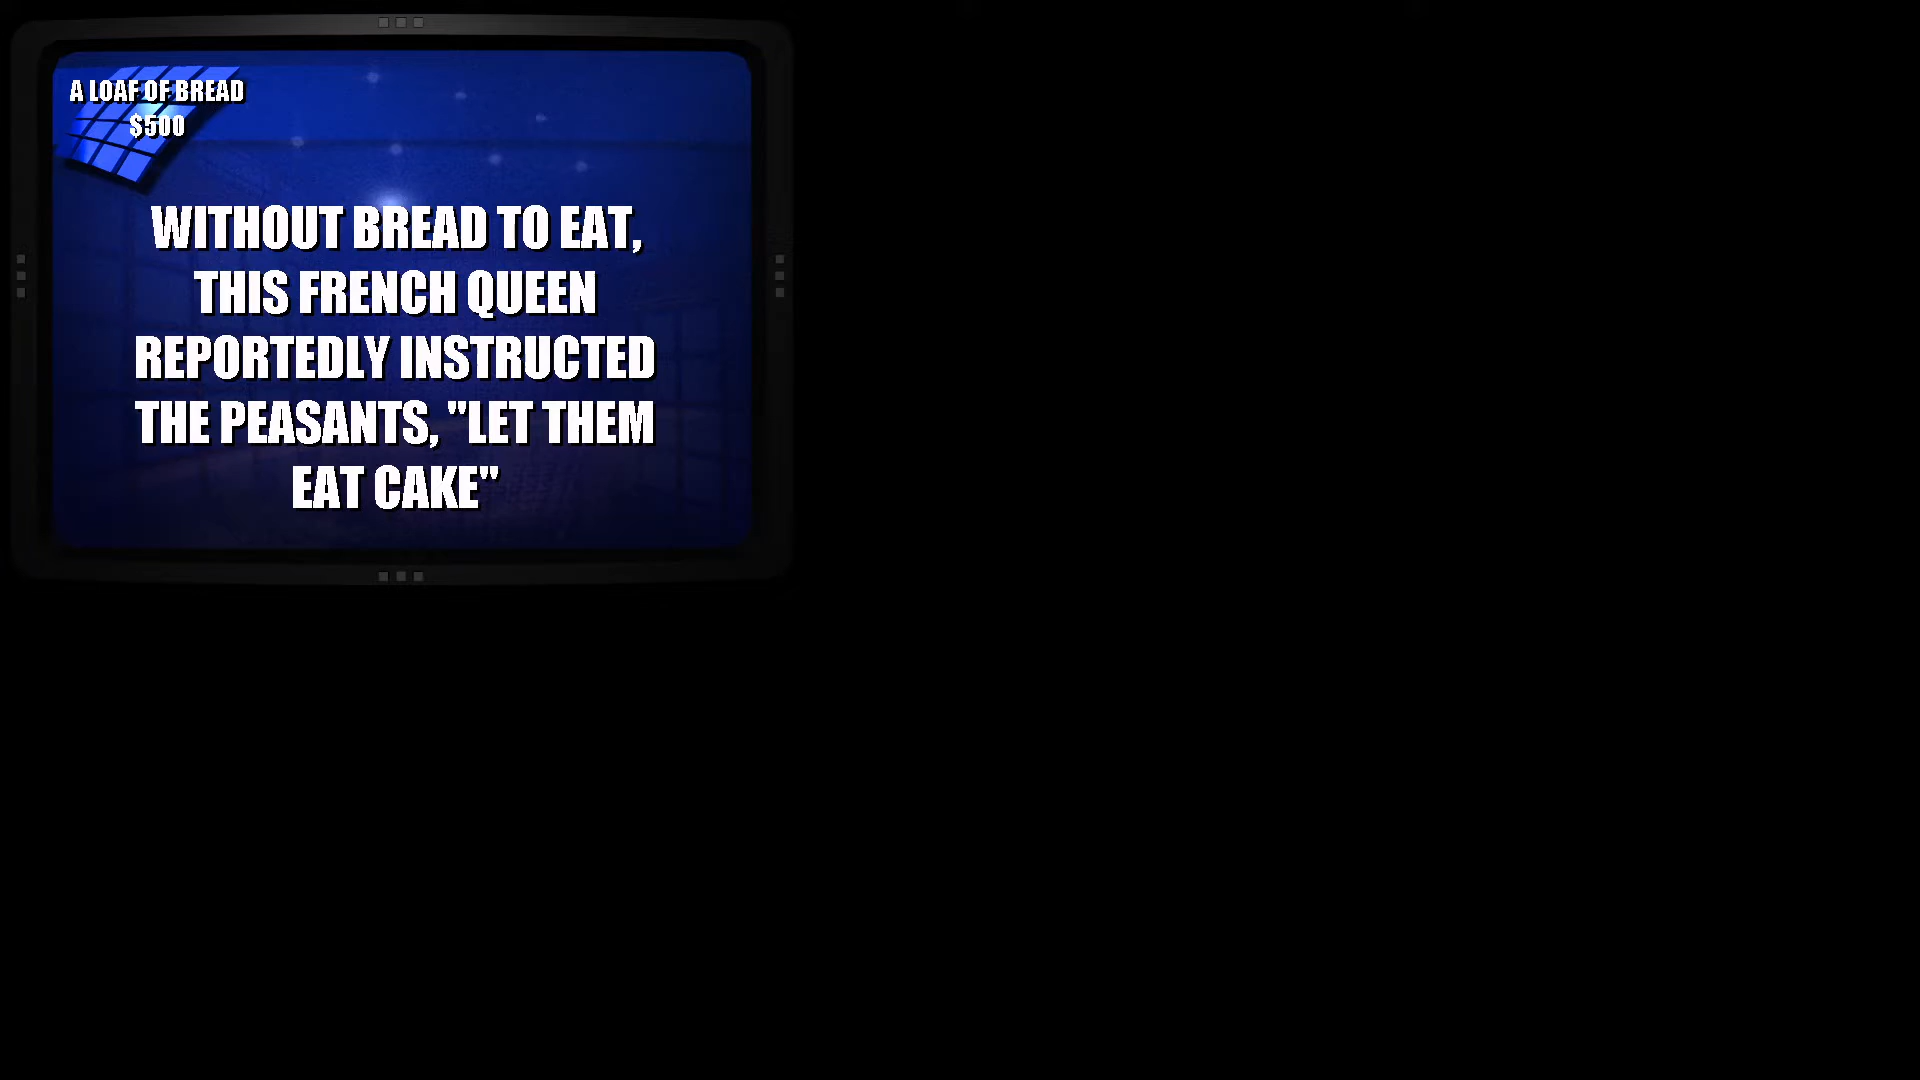 A LOAF OF BREAD
$500
WITHOUT BREAD TO EAT,
THIS FRENCH QUEEN
REPORTEDLY INSTRUCTED
THE PEASANTS, "LET THEM
EAT CAKE"